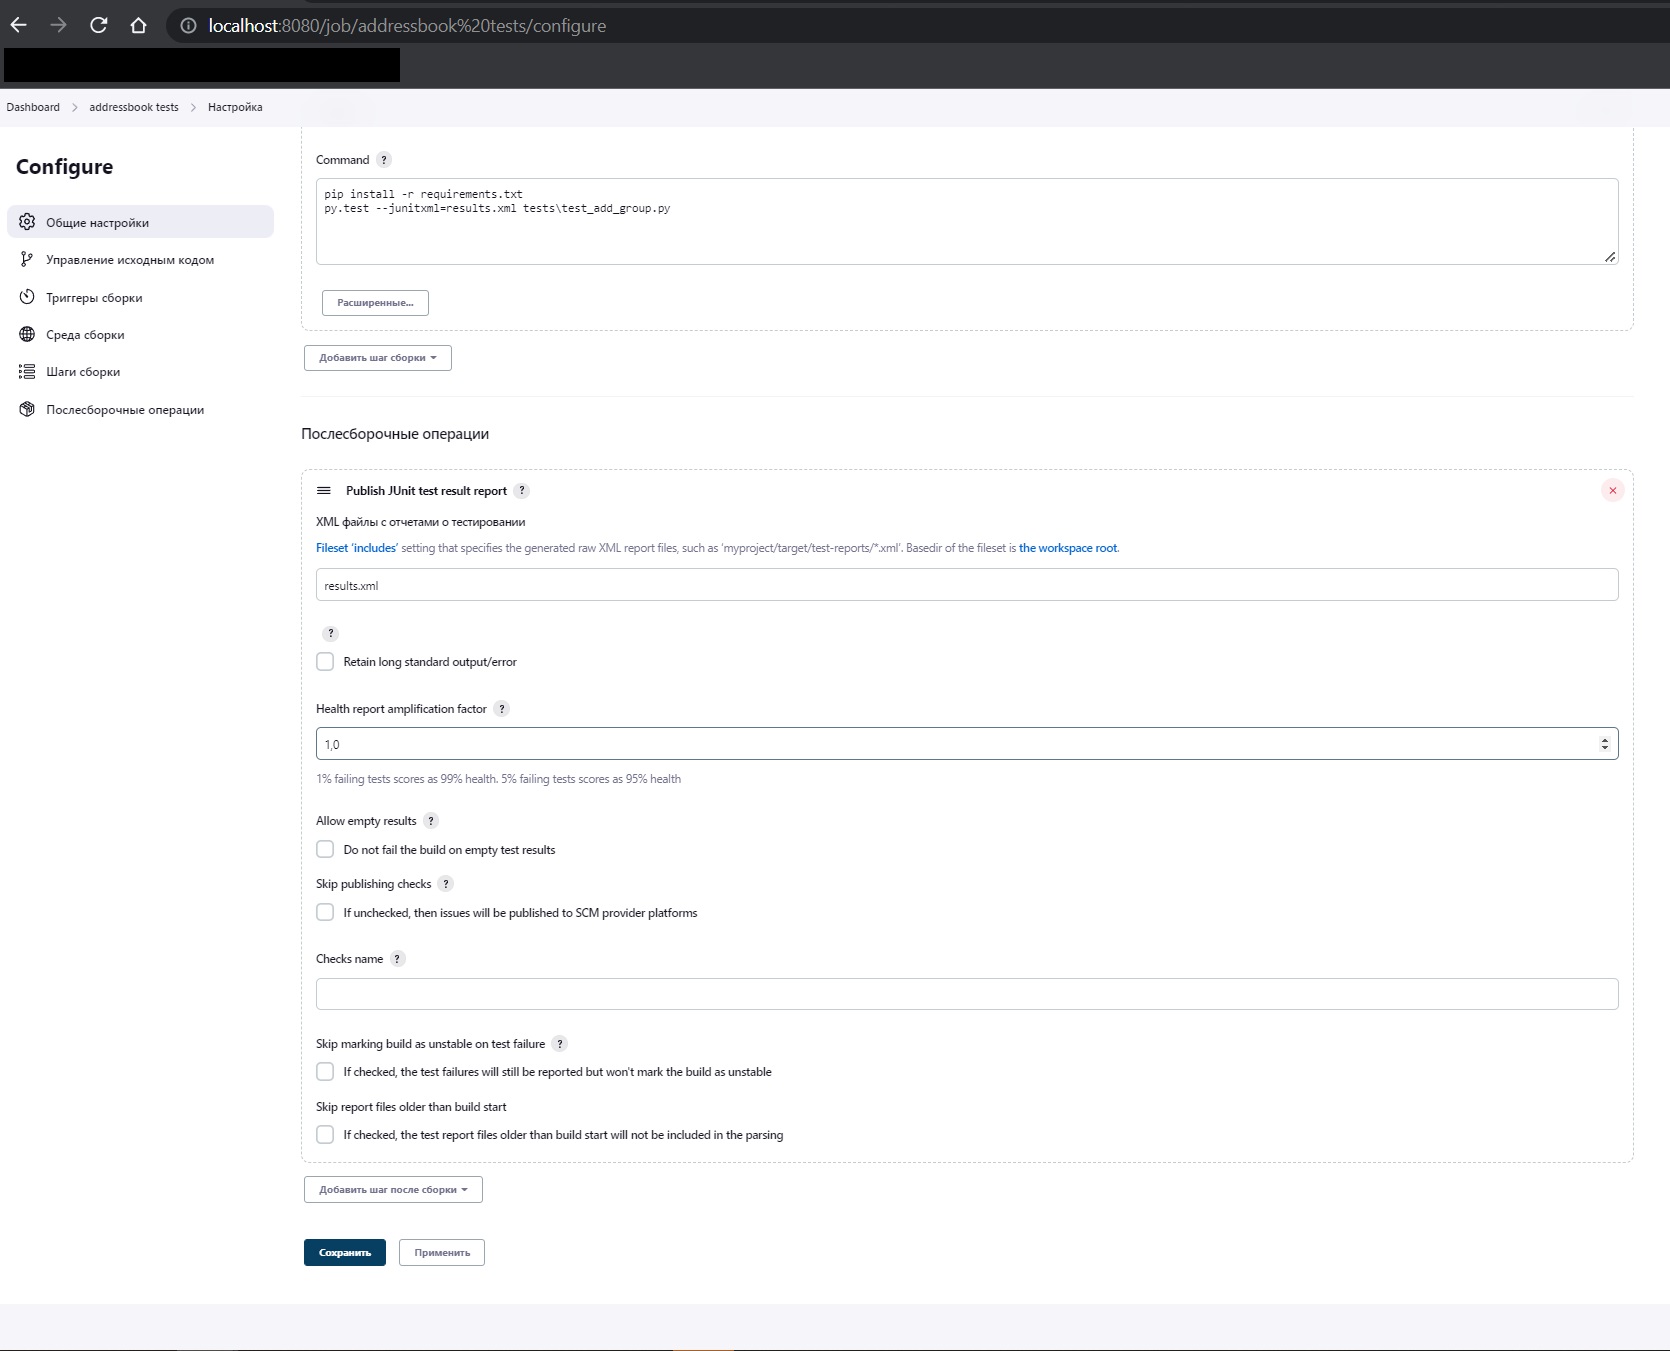 localhost:8080/job/addressbook%20tests/configure
Dashboard > addressbook tests > Настройка
Configure
Общие настройки
Управление исходным кодом
Триггеры сборки
Среда сборки
Шаги сборки
Послесборочные операции
Command ?
pip install -r requirements.txt
py.test --junitxml=results.xml tests\test_add_group.py
Расширенные...
Добавить шаг сборки
Послесборочные операции
Publish JUnit test result report ?
XML файлы с отчетами о тестировании
Fileset ‘includes’ setting that specifies the generated raw XML report files, such as ‘myproject/target/test-reports/*.xml’. Basedir of the fileset is the workspace root.
results.xml
?
Retain long standard output/error
Health report amplification factor ?
1,0
1% failing tests scores as 99% health. 5% failing tests scores as 95% health
Allow empty results ?
Do not fail the build on empty test results
Skip publishing checks ?
If unchecked, then issues will be published to SCM provider platforms
Checks name ?
Skip marking build as unstable on test failure ?
If checked, the test failures will still be reported but won't mark the build as unstable
Skip report files older than build start
If checked, the test report files older than build start will not be included in the parsing
Добавить шаг после сборки
Сохранить
Применить